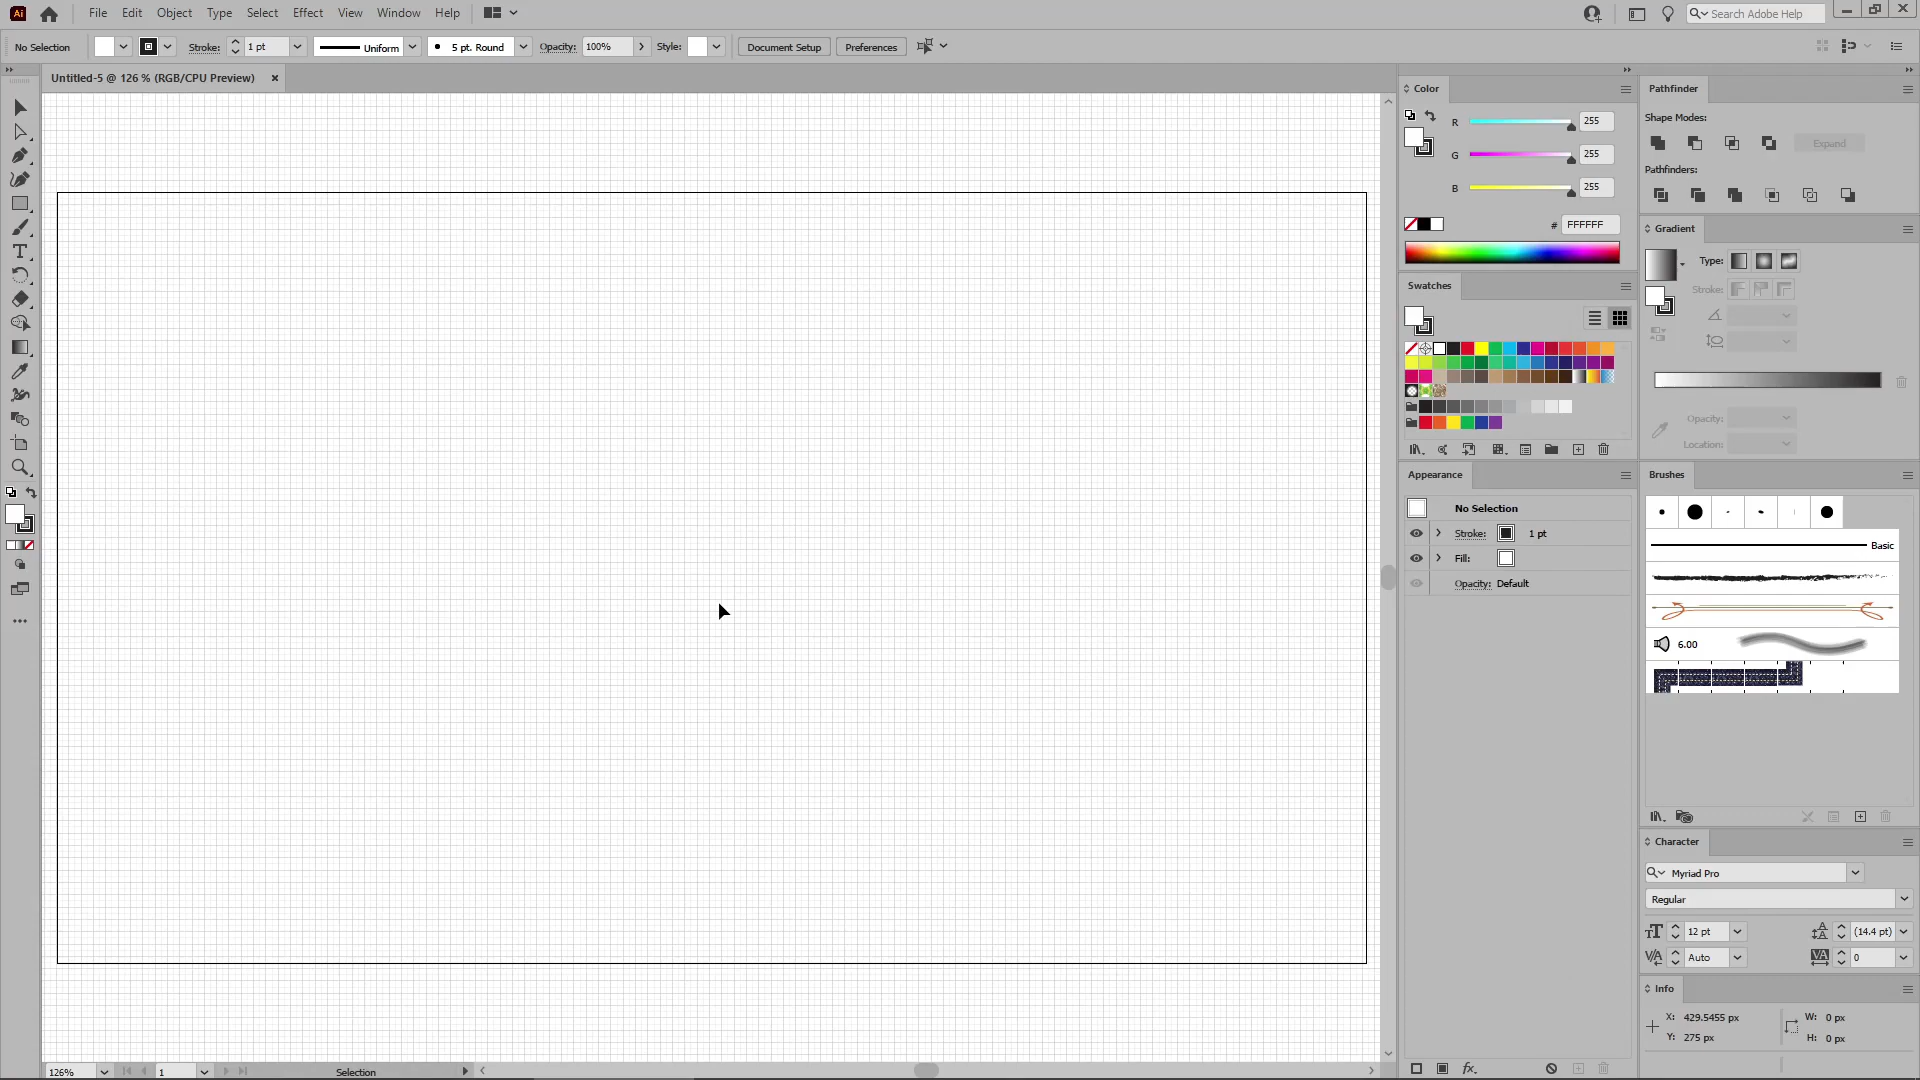 Ai File Edit Object Type Select Effect View Window Help Search Adobe Help
No Selection Stroke: 1 pt Uniform 5 pt. Round Opacity: 100% Style: Document Setup Preferences
Untitled-5 @ 126 % (RGB/CPU Preview)
Color
R 255
G 255
B 255
# FFFFFF
Swatches
Appearance
No Selection
Stroke: 1 pt
Fill:
Opacity: Default
fx
Pathfinder
Shape Modes:
Expand
Pathfinders:
Gradient
Type:
Stroke:
Opacity:
Location:
Brushes
Basic
6.00
Character
Myriad Pro
Regular
12 pt (14.4 pt)
Auto 0
Info
X: 429.5455 px W: 0 px
Y: 275 px H: 0 px
126% 1 Selection